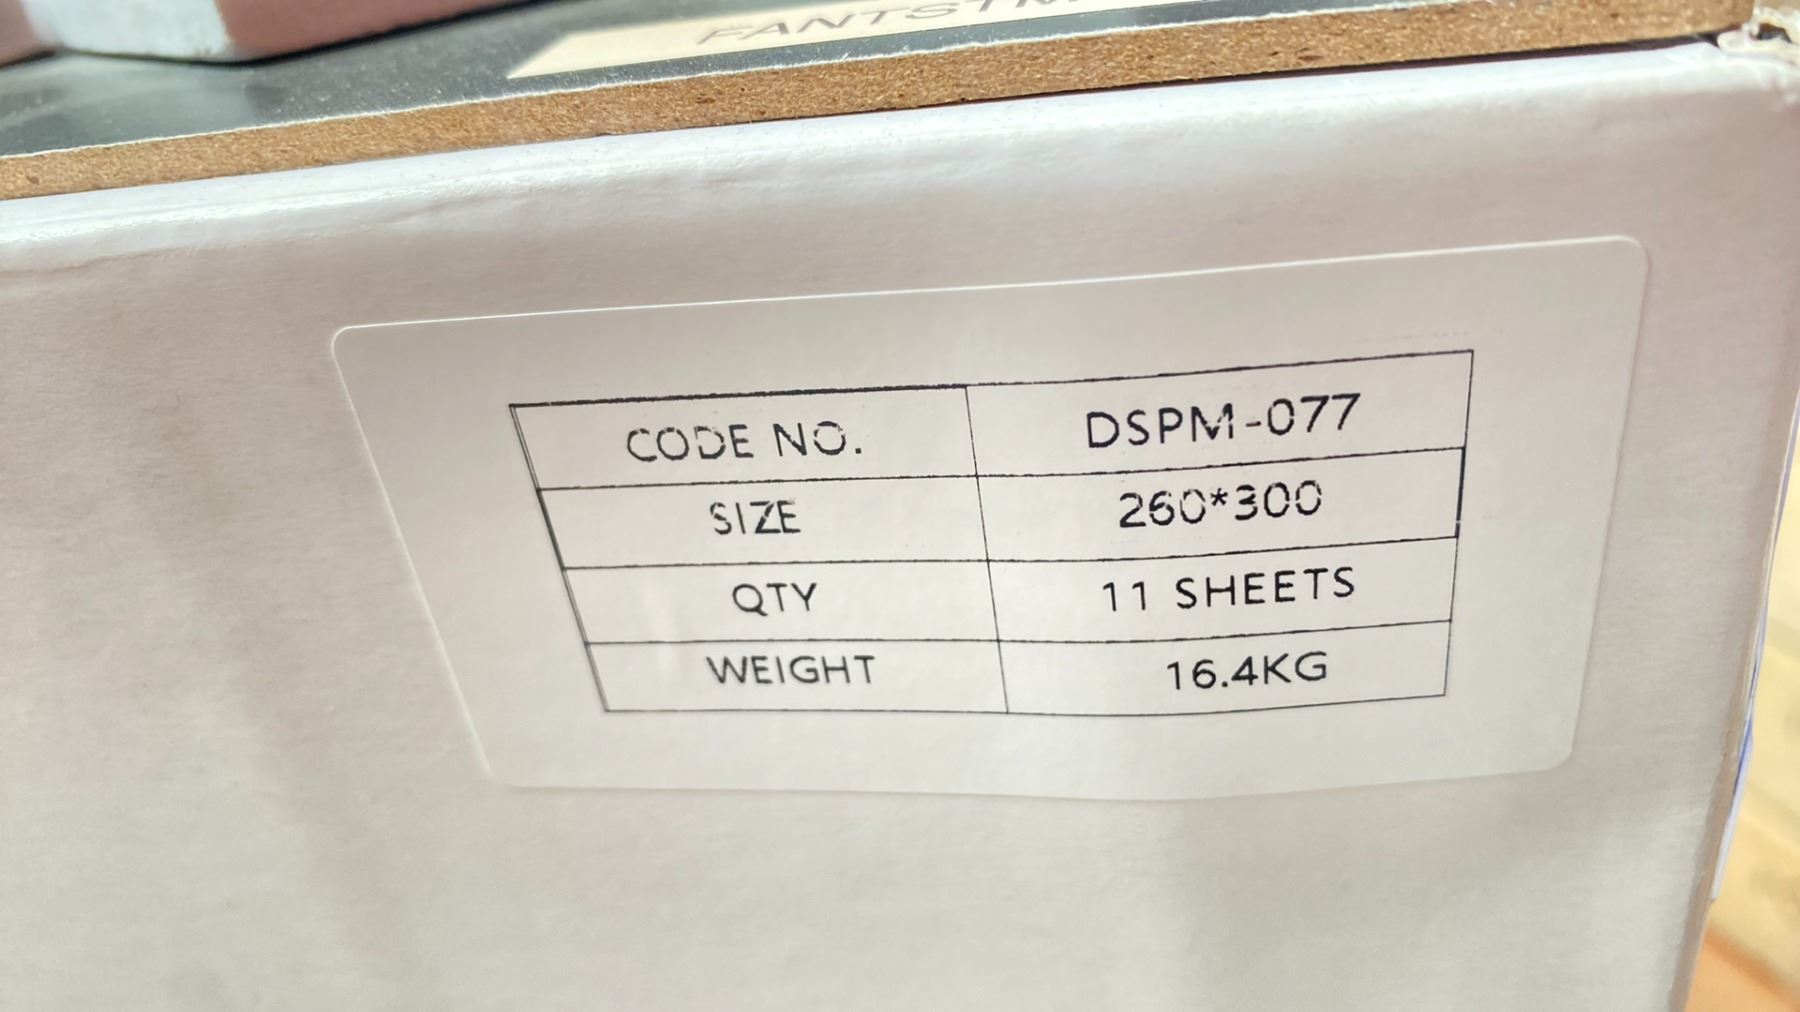 CODE NO. DSPM-077
SIZE 260*300
QTY 11 SHEETS
WEIGHT 16.4KG